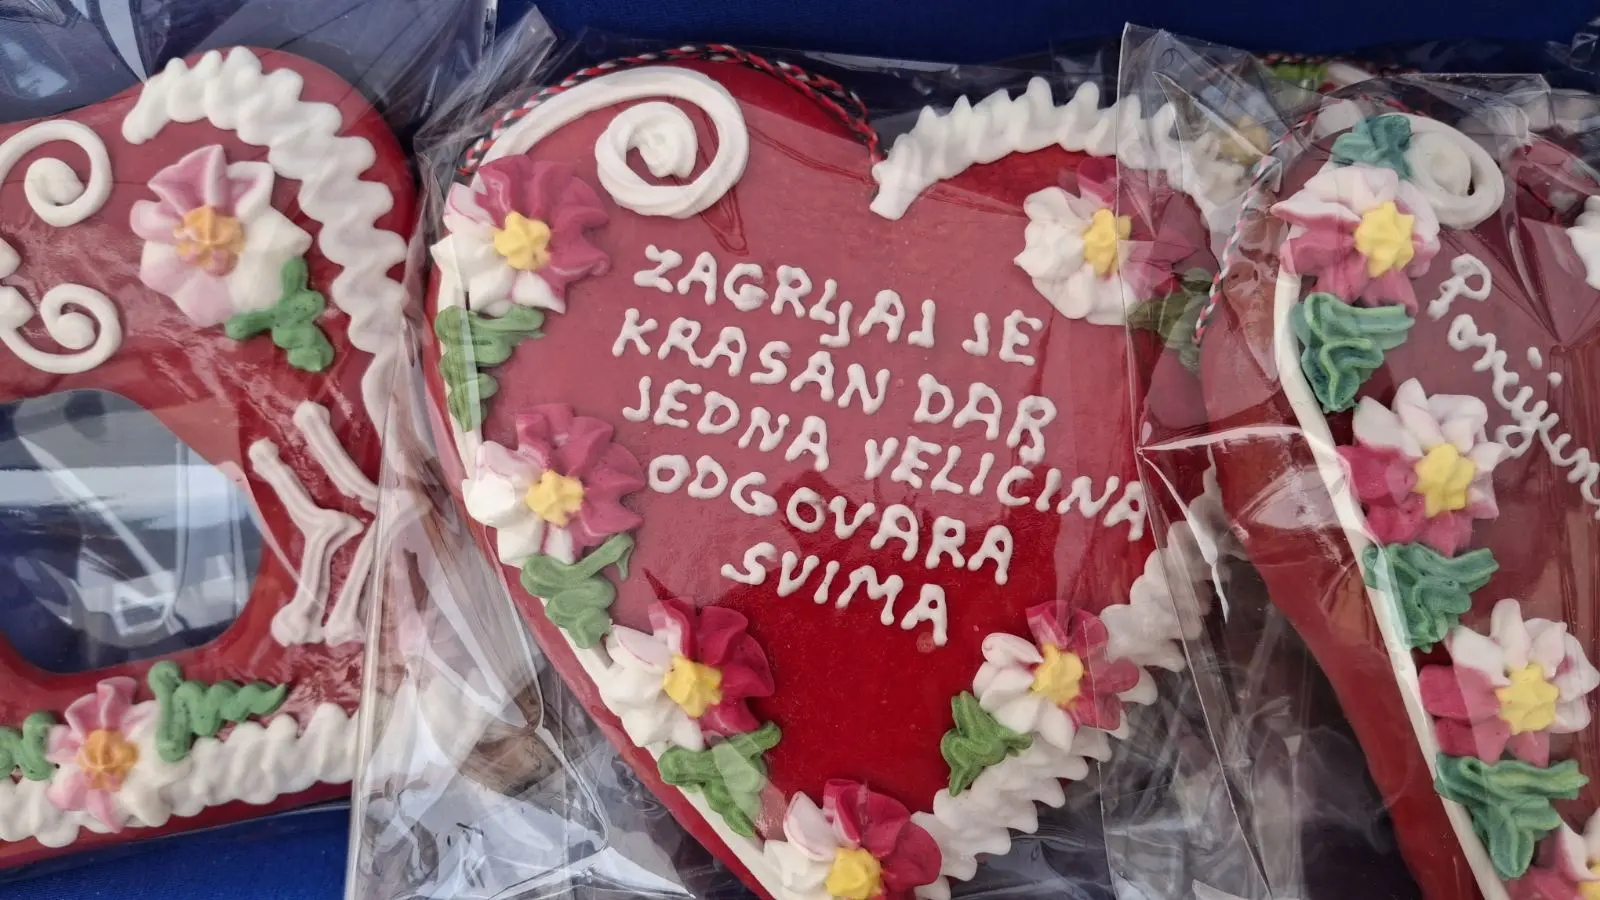 ZAGRLJAJ JE
KRASAN DAR
JEDNA VELICINA
ODGOVARA
SVIMA